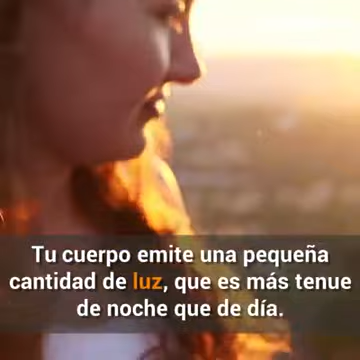 Tu cuerpo emite una pequeña
cantidad de luz, que es más tenue
de noche que de día.